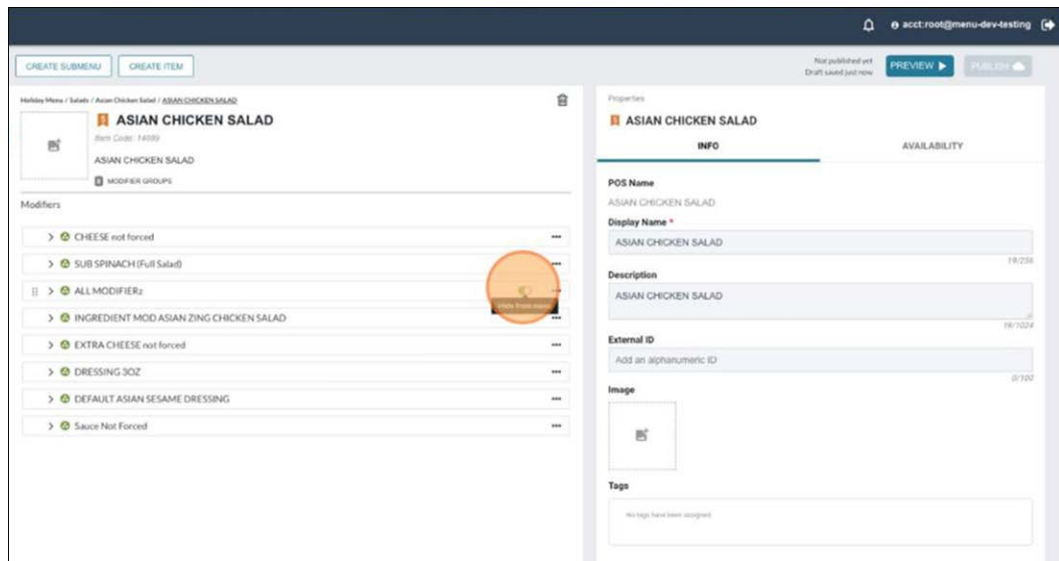 acct:root@menu-dev-testing
CREATE SUBMENU
CREATE ITEM
Not published yet
Draft saved just now
PREVIEW
PUBLISH
Holiday Menu / Salads / Asian Chicken Salad / ASIAN CHICKEN SALAD
ASIAN CHICKEN SALAD
Item Code: 14089
ASIAN CHICKEN SALAD
8 MODIFIER GROUPS
Modifiers
CHEESE not forced
SUB SPINACH (Full Salad)
ALL MODIFIERz
Hide from menu
INGREDIENT MOD ASIAN ZING CHICKEN SALAD
EXTRA CHEESE not forced
DRESSING 3OZ
DEFAULT ASIAN SESAME DRESSING
Sauce Not Forced
Properties
ASIAN CHICKEN SALAD
INFO
AVAILABILITY
POS Name
ASIAN CHICKEN SALAD
Display Name *
ASIAN CHICKEN SALAD
19/256
Description
ASIAN CHICKEN SALAD
19/1024
External ID
Add an alphanumeric ID
0/100
Image
Tags
No tags have been assigned